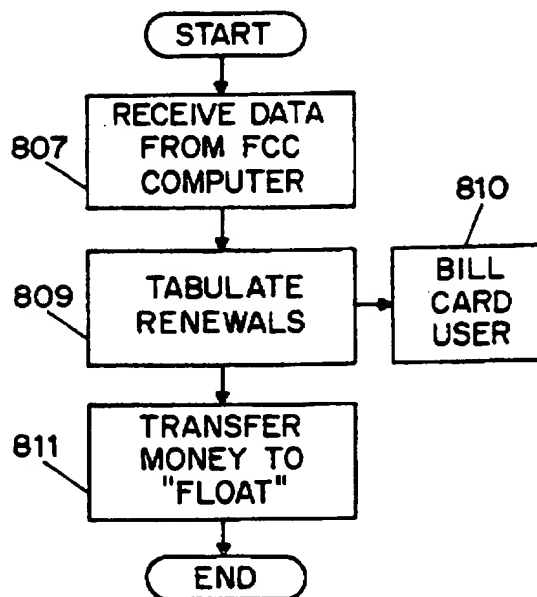 START
RECEIVE DATA
FROM FCC
COMPUTER
807
810
TABULATE
RENEWALS
809
BILL
CARD
USER
TRANSFER
MONEY TO
"FLOAT"
811
END